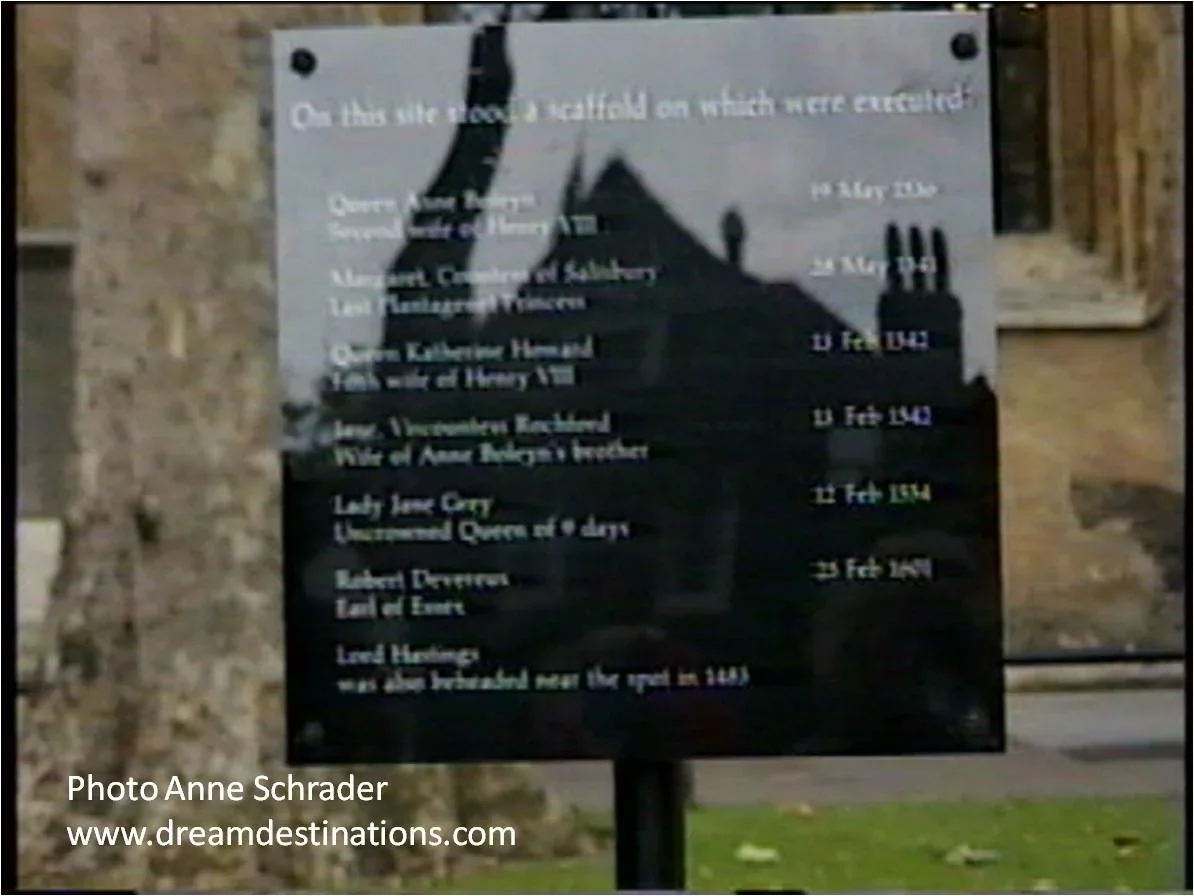 On this site stood a scaffold on which were executed:
Queen Anne Boleyn 19 May 1536
Second wife of Henry VIII
Margaret, Countess of Salisbury 28 May 1541
Last Plantagenet Princess
Queen Katherine Howard 13 Feb 1542
Fifth wife of Henry VIII
Jane, Viscountess Rochford 13 Feb 1542
Wife of Anne Boleyn's brother
Lady Jane Grey 12 Feb 1554
Uncrowned Queen of 9 days
Robert Devereux 25 Feb 1601
Earl of Essex
Lord Hastings
was also beheaded near the spot in 1483
Photo Anne Schrader
www.dreamdestinations.com